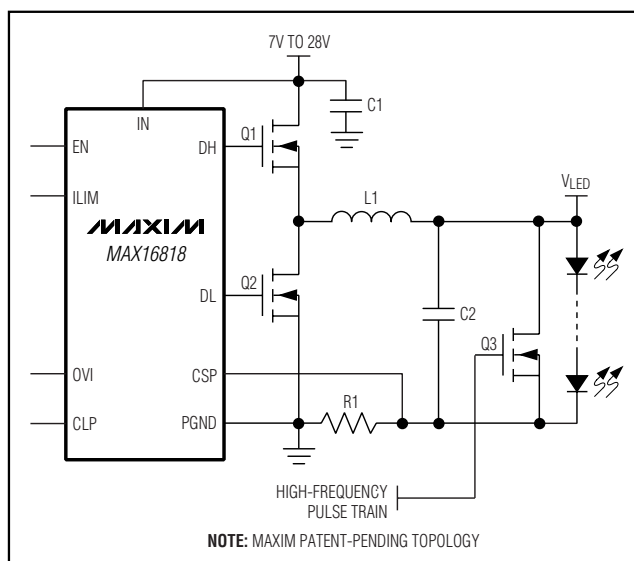 7V TO 28V
C1
IN
EN
DH
Q1
ILIM
VLED
L1
MAXIM
MAX16818
DL
Q2
C2
Q3
OVI
CSP
R1
CLP
PGND
HIGH-FREQUENCY
PULSE TRAIN
NOTE: MAXIM PATENT-PENDING TOPOLOGY